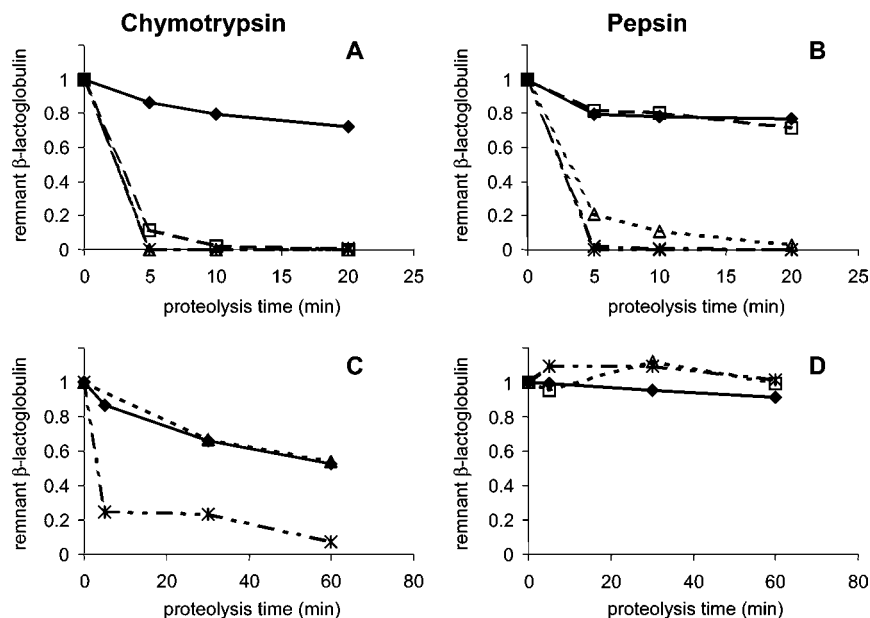 Chymotrypsin
Pepsin
A
remnant β-lactoglobulin
1
0.8
0.6
0.4
0.2
0
0 5 10 15 20 25
proteolysis time (min)
B
remnant β-lactoglobulin
1
0.8
0.6
0.4
0.2
0
0 5 10 15 20 25
proteolysis time (min)
C
remnant β-lactoglobulin
1
0.8
0.6
0.4
0.2
0
0 20 40 60 80
proteolysis time (min)
D
remnant β-lactoglobulin
1
0.8
0.6
0.4
0.2
0
0 20 40 60 80
proteolysis time (min)